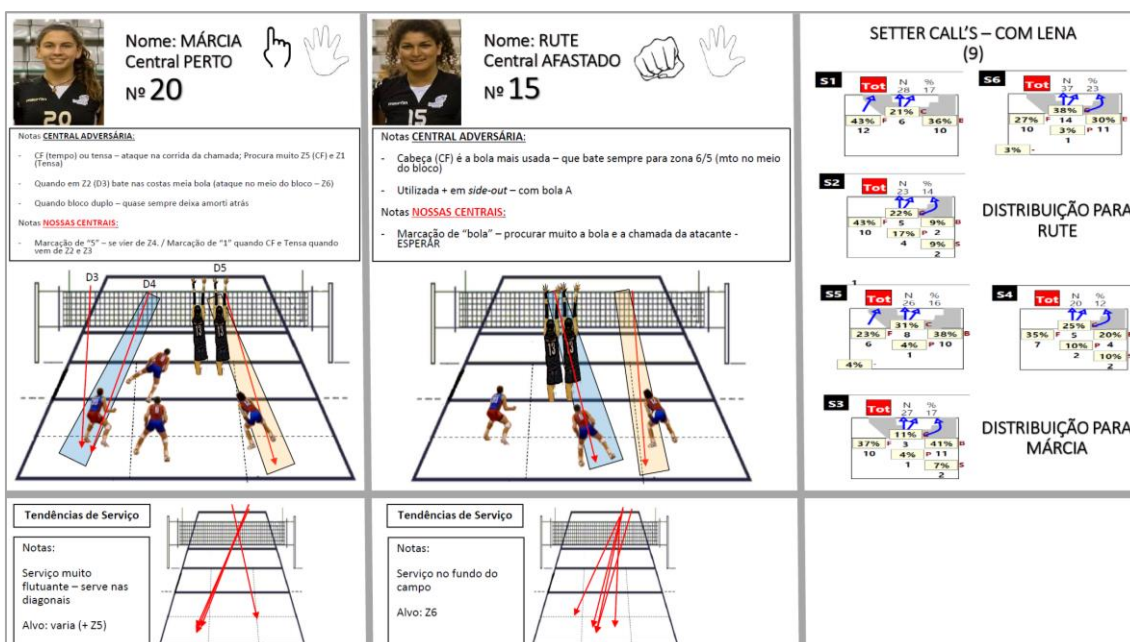 Nome: MÁRCIA
Central PERTO
Nº 20
20
Notas CENTRAL ADVERSÁRIA:
- CF (tempo) ou tensa – ataque na corrida da chamada; Procura muito Z5 (CF) e Z1
(Tensa)
- Quando em Z2 (D3) bate nas costas meia bola (ataque no meio do bloco – Z6)
- Quando bloco duplo – quase sempre deixa amorti atrás
Notas NOSSAS CENTRAIS:
- Marcação de "5" – se vier de Z4. / Marcação de "1" quando CF e Tensa quando
vem de Z2 e Z3
D3
D4
D5
Tendências de Serviço
Notas:
Serviço muito
flutuante – serve nas
diagonais
Alvo: varia (+ Z5)
Nome: RUTE
Central AFASTADO
Nº 15
15
Notas CENTRAL ADVERSÁRIA:
- Cabeça (CF) é a bola mais usada – que bate sempre para zona 6/5 (mto no meio
do bloco)
- Utilizada + em side-out – com bola A
Notas NOSSAS CENTRAIS:
- Marcação de "bola" – procurar muito a bola e a chamada da atacante -
ESPERAR
13
13
Tendências de Serviço
Notas:
Serviço no fundo do
campo
Alvo: Z6
SETTER CALL'S – COM LENA
(9)
S1
Tot
N %
28 17
21% C
43% F 6 36% B
12 10
S6
Tot
N %
37 23
38%
27% F 14 30% B
10 3% P 11
1
3% -
S2
Tot
N %
23 14
22%
43% F 5 9% B
10 17% P 2
4 9% S
2
DISTRIBUIÇÃO PARA
RUTE
1
S5
Tot
N %
26 16
31% C
23% F 8 38% B
6 4% P 10
1
4% -
S4
Tot
N %
20 12
25%
35% F 5 20%
7 10% P 4
2 10%
2
S3
Tot
N %
27 17
11%
37% F 3 41% B
10 4% P 11
1 7% S
2
DISTRIBUIÇÃO PARA
MÁRCIA